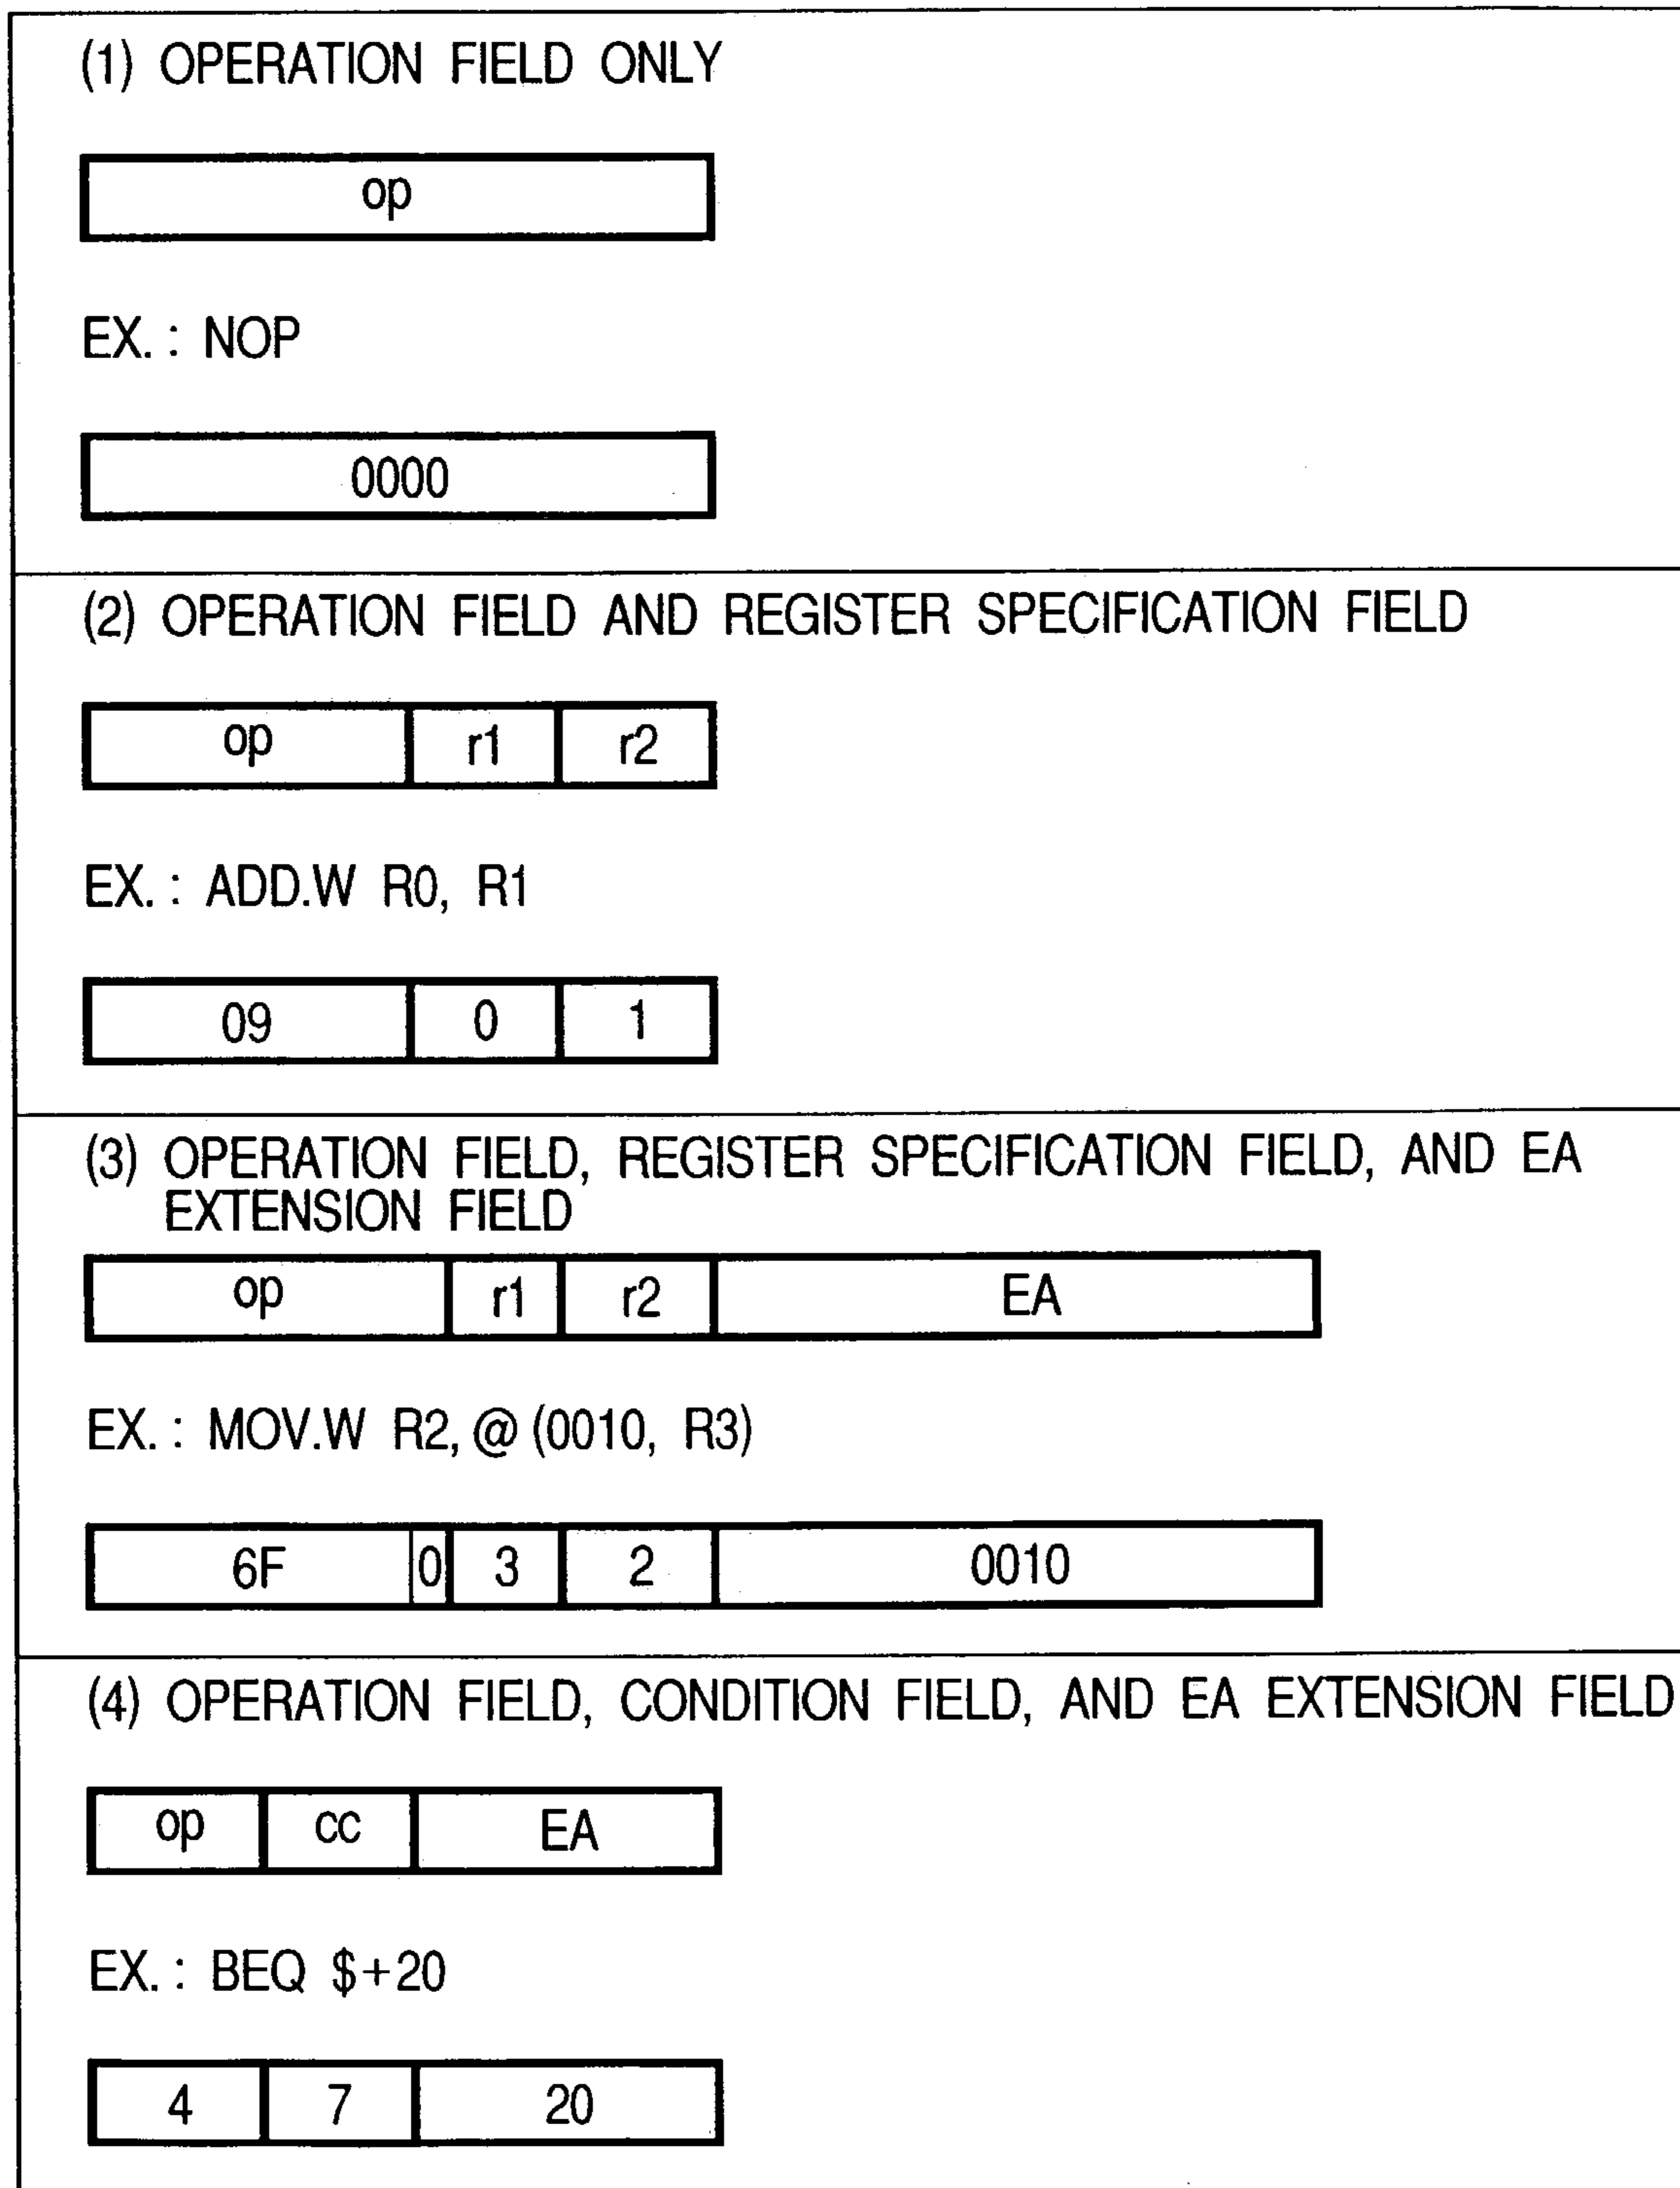 (1) OPERATION FIELD ONLY
op
EX. : NOP
0000
(2) OPERATION FIELD AND REGISTER SPECIFICATION FIELD
op r1 r2
EX. : ADD.W R0, R1
09 0 1
(3) OPERATION FIELD, REGISTER SPECIFICATION FIELD, AND EA
EXTENSION FIELD
op r1 r2 EA
EX. : MOV.W R2, @ (0010, R3)
6F 0 3 2 0010
(4) OPERATION FIELD, CONDITION FIELD, AND EA EXTENSION FIELD
op cc EA
EX. : BEQ $+20
4 7 20